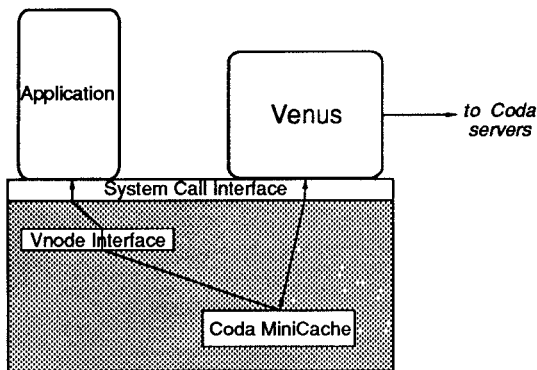 Application
Venus
to Coda
servers
System Call Interface
Vnode Interface
Coda MiniCache